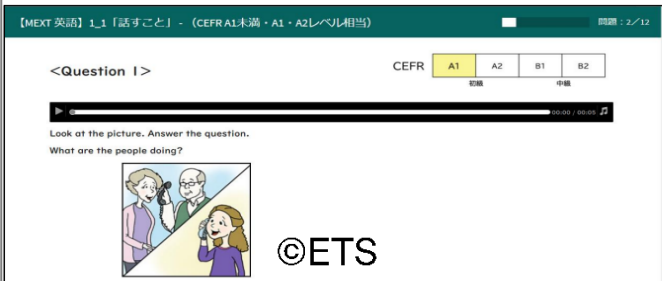 【MEXT 英語】1_1「話すこと」-（CEFR A1未満・A1・A2レベル相当）
問題：2／12
<Question 1>
CEFR A1 A2 B1 B2
初級 中級
00:00 / 00:05
Look at the picture. Answer the question.
What are the people doing?
©ETS